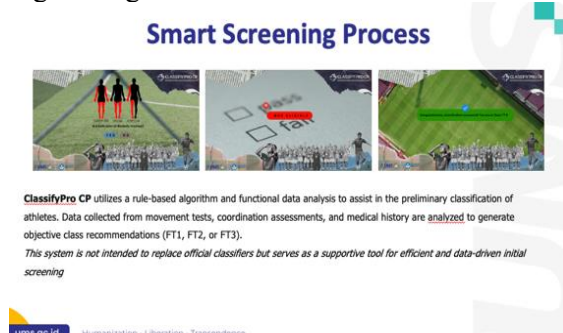 Smart Screening Process
pass
fail
ClassifyPro CP utilizes a rule-based algorithm and functional data analysis to assist in the preliminary classification of
athletes. Data collected from movement tests, coordination assessments, and medical history are analyzed to generate
objective class recommendations (FT1, FT2, or FT3).
This system is not intended to replace official classifiers but serves as a supportive tool for efficient and data-driven initial
screening
ums.ac.id